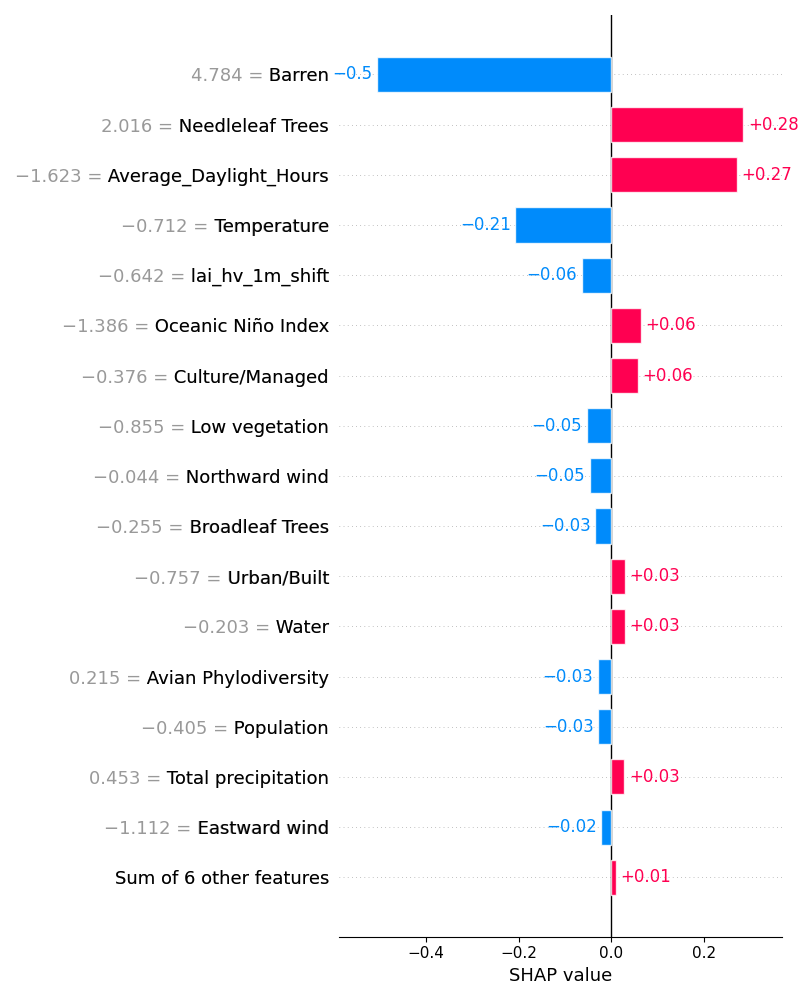 4.784 = Barren −0.5
2.016 = Needleleaf Trees +0.28
−1.623 = Average_Daylight_Hours +0.27
−0.712 = Temperature −0.21
−0.642 = lai_hv_1m_shift −0.06
−1.386 = Oceanic Niño Index +0.06
−0.376 = Culture/Managed +0.06
−0.855 = Low vegetation −0.05
−0.044 = Northward wind −0.05
−0.255 = Broadleaf Trees −0.03
−0.757 = Urban/Built +0.03
−0.203 = Water +0.03
0.215 = Avian Phylodiversity −0.03
−0.405 = Population −0.03
0.453 = Total precipitation +0.03
−1.112 = Eastward wind −0.02
Sum of 6 other features +0.01
−0.4 −0.2 0.0 0.2
SHAP value